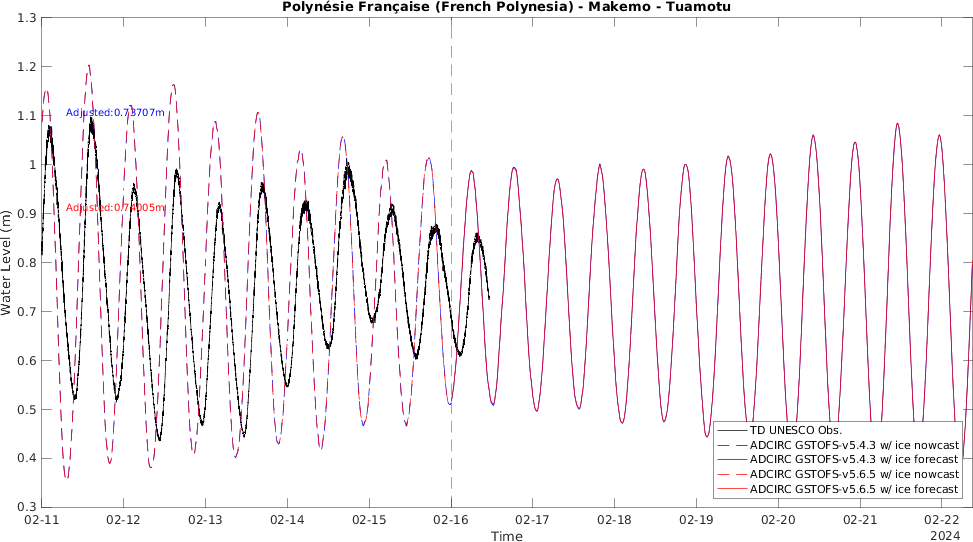 Polynésie Française (French Polynesia) - Makemo - Tuamotu
1.3
1.2
1.1
1
0.9
0.8
0.7
0.6
0.5
0.4
0.3
Water Level (m)
Adjusted:0.73707m
Adjusted:0.74005m
TD UNESCO Obs.
ADCIRC GSTOFS-v5.4.3 w/ ice nowcast
ADCIRC GSTOFS-v5.4.3 w/ ice forecast
ADCIRC GSTOFS-v5.6.5 w/ ice nowcast
ADCIRC GSTOFS-v5.6.5 w/ ice forecast
02-11 02-12 02-13 02-14 02-15 02-16 02-17 02-18 02-19 02-20 02-21 02-22
2024
Time